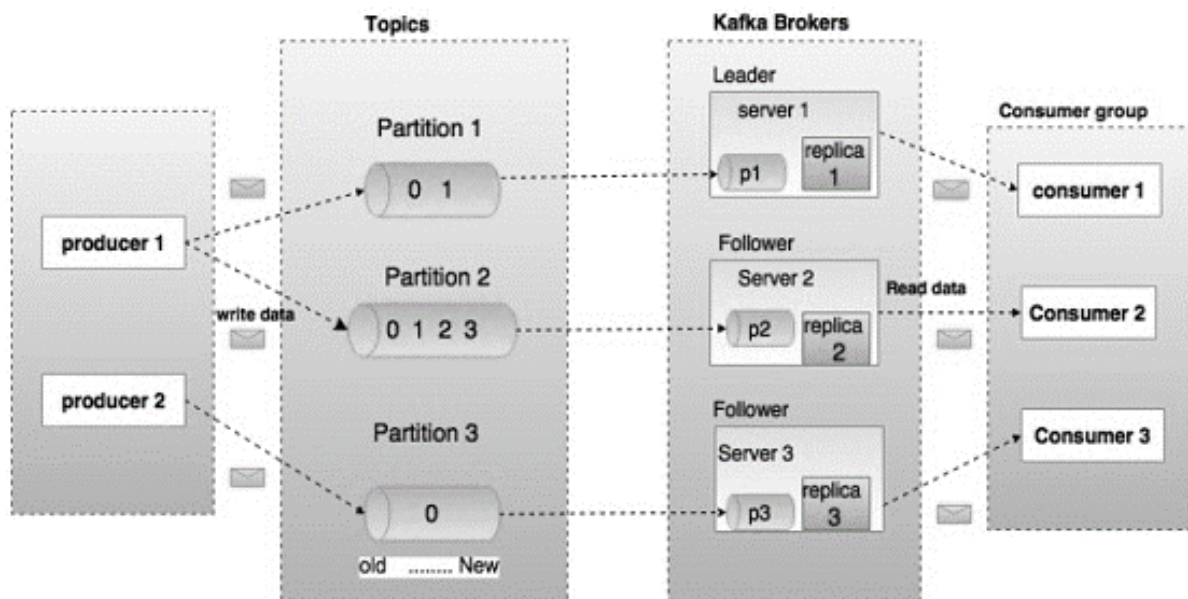 Topics
Kafka Brokers
Leader
server 1
Consumer group
Partition 1
replica
1
p1
0 1
consumer 1
producer 1
Follower
Partition 2
Server 2
Read data
write data
0 1 2 3
p2
replica
2
Consumer 2
producer 2
Follower
Partition 3
Server 3
Consumer 3
replica
3
0
p3
old ........ New